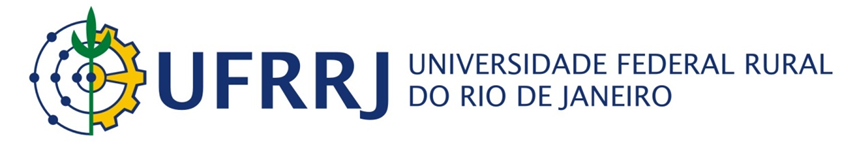 UFRRJ
UNIVERSIDADE FEDERAL RURAL
DO RIO DE JANEIRO